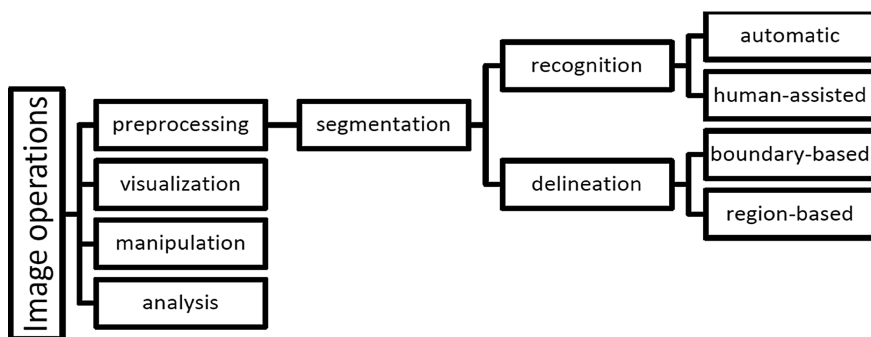 Image operations
preprocessing
visualization
manipulation
analysis
segmentation
recognition
delineation
automatic
human-assisted
boundary-based
region-based